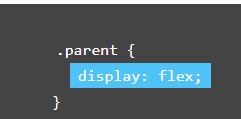 .parent {
display: flex;
}